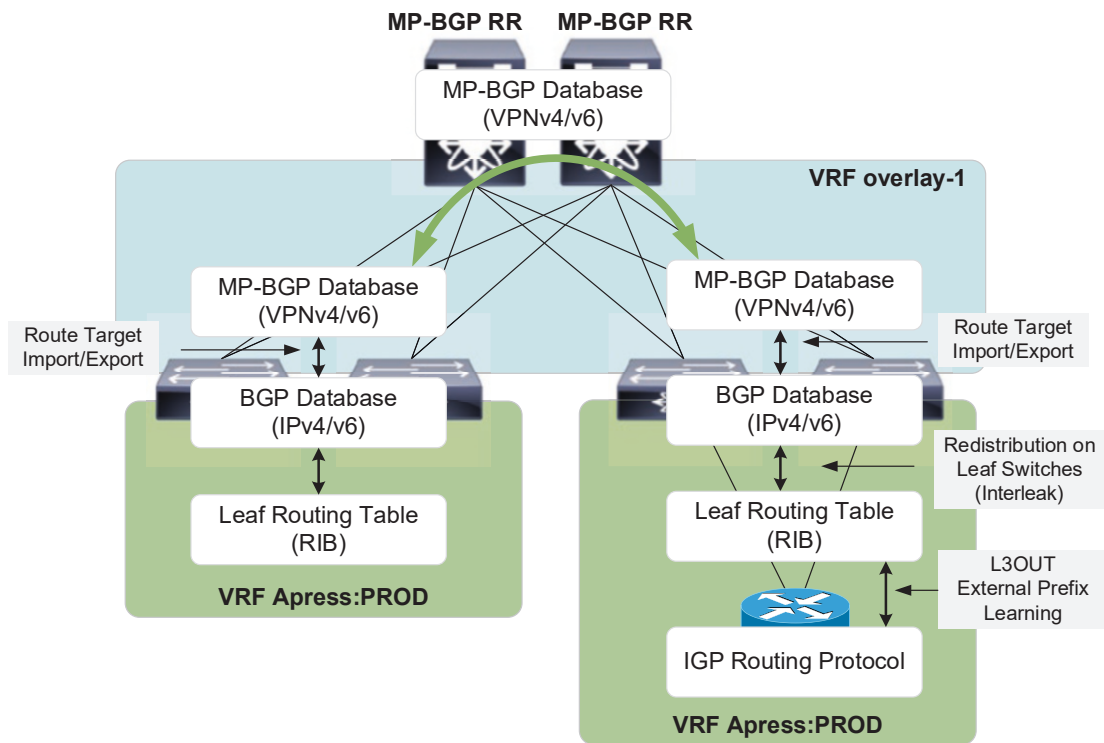 MP-BGP RR
MP-BGP RR
MP-BGP Database
(VPNv4/v6)
VRF overlay-1
MP-BGP Database
(VPNv4/v6)
MP-BGP Database
(VPNv4/v6)
Route Target
Import/Export
Route Target
Import/Export
BGP Database
(IPv4/v6)
BGP Database
(IPv4/v6)
Redistribution on
Leaf Switches
(Interleak)
Leaf Routing Table
(RIB)
Leaf Routing Table
(RIB)
L3OUT
External Prefix
Learning
VRF Apress:PROD
IGP Routing Protocol
VRF Apress:PROD